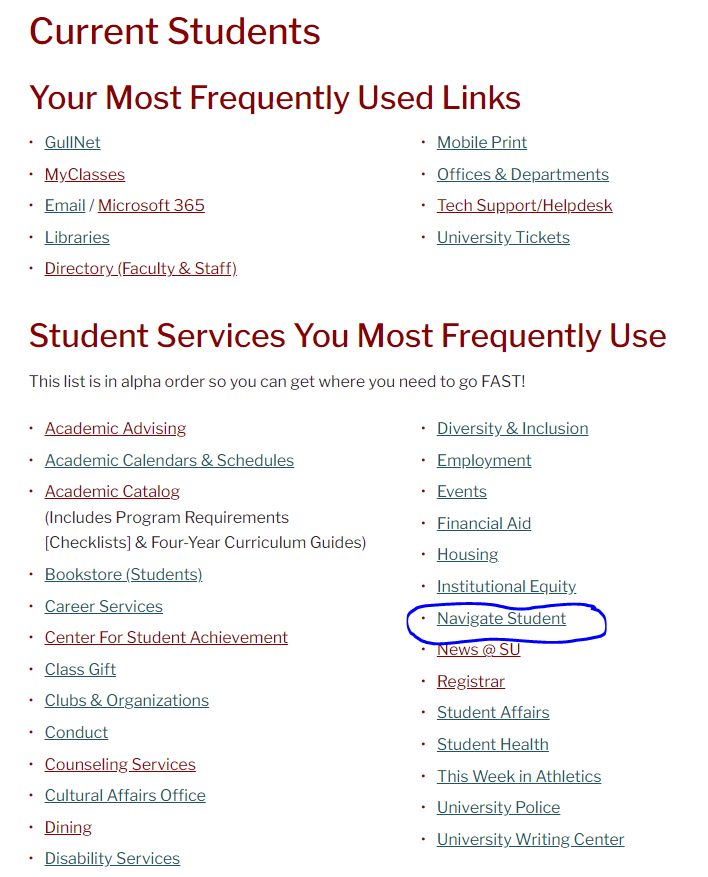 Current Students
Your Most Frequently Used Links
• GullNet
• MyClasses
• Email / Microsoft 365
• Libraries
• Directory (Faculty & Staff)
• Mobile Print
• Offices & Departments
• Tech Support/Helpdesk
• University Tickets
Student Services You Most Frequently Use
This list is in alpha order so you can get where you need to go FAST!
• Academic Advising
• Academic Calendars & Schedules
• Academic Catalog
(Includes Program Requirements
[Checklists] & Four-Year Curriculum Guides)
• Bookstore (Students)
• Career Services
• Center For Student Achievement
• Class Gift
• Clubs & Organizations
• Conduct
• Counseling Services
• Cultural Affairs Office
• Dining
• Disability Services
• Diversity & Inclusion
• Employment
• Events
• Financial Aid
• Housing
• Institutional Equity
• Navigate Student
• News @ SU
• Registrar
• Student Affairs
• Student Health
• This Week in Athletics
• University Police
• University Writing Center